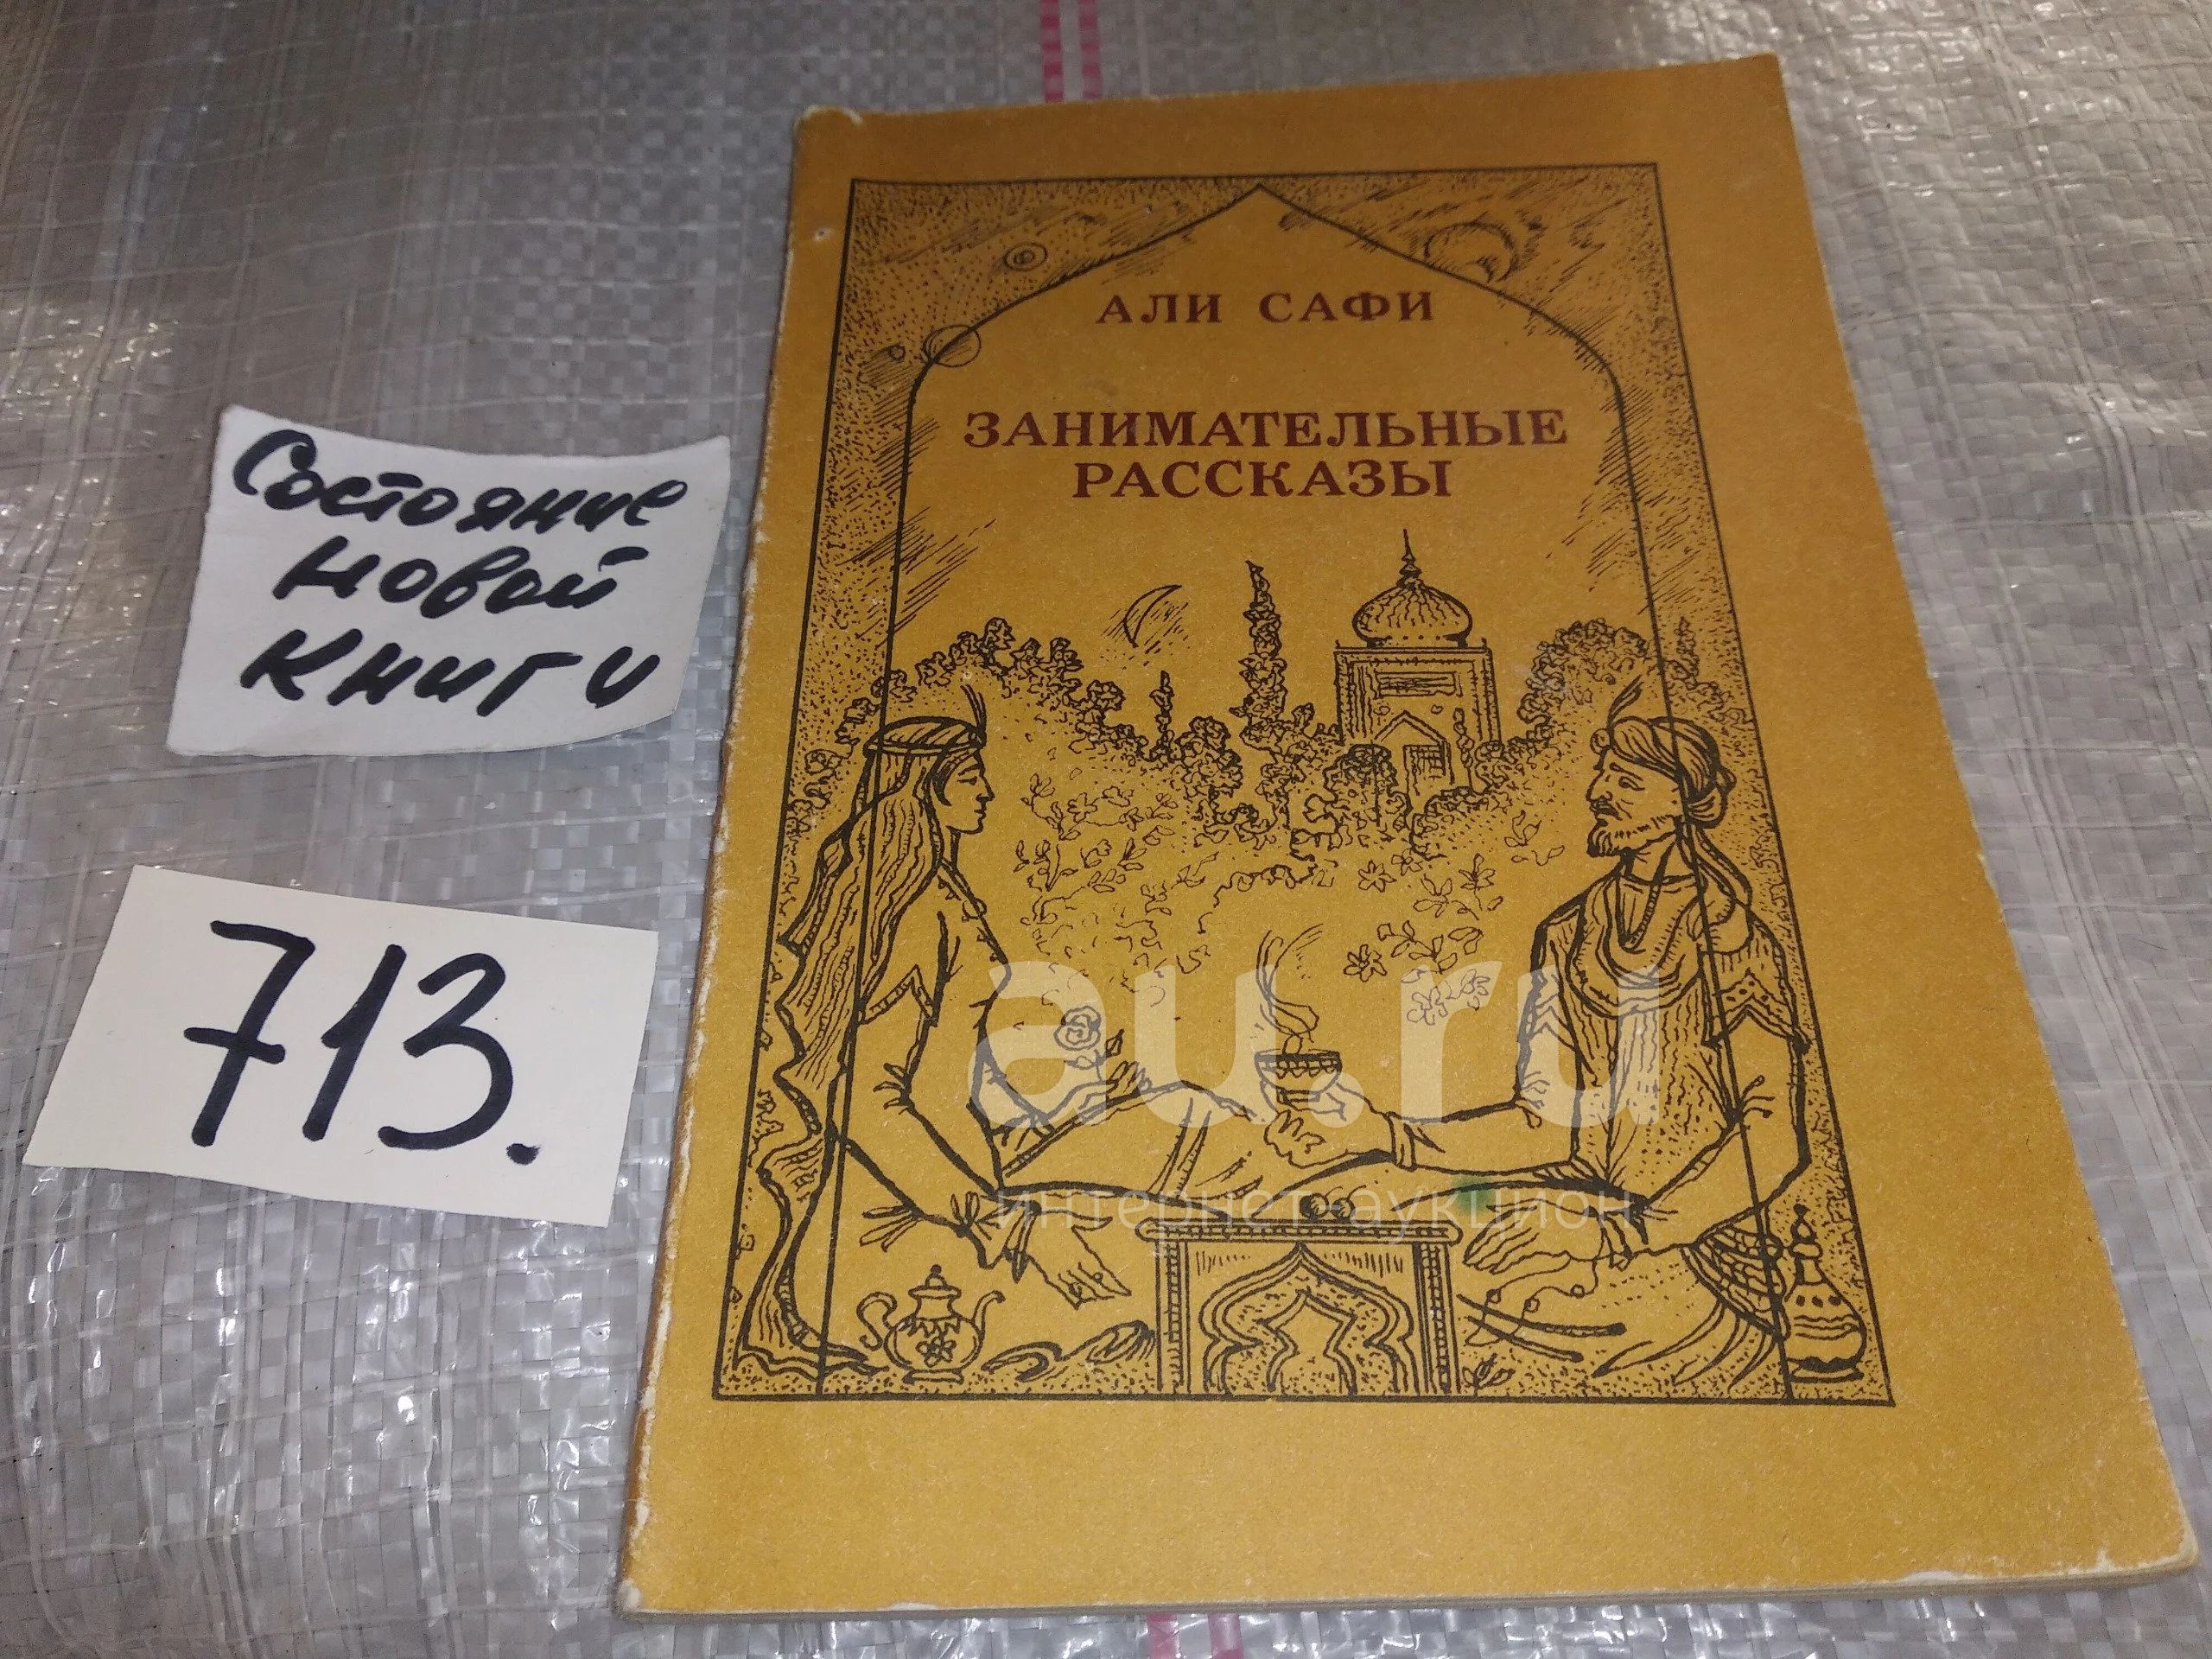 Состояние
новой
книги
713.
АЛИ САФИ
ЗАНИМАТЕЛЬНЫЕ
РАССКАЗЫ
au.ru
интернет-аукцион